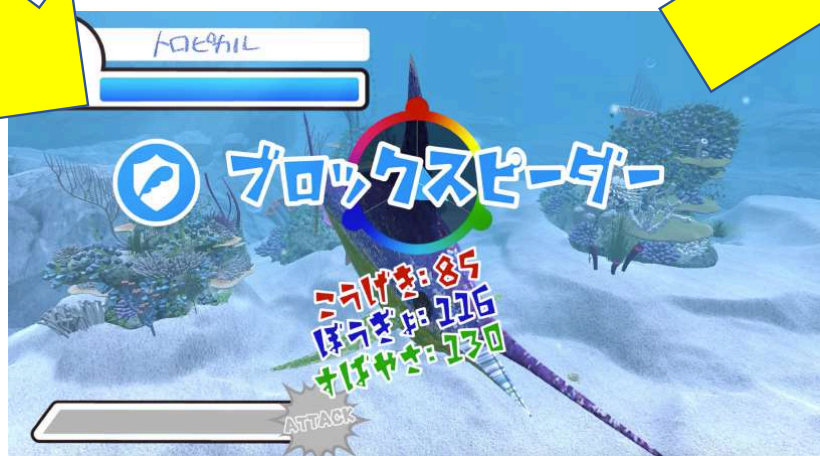 トロピカル
ブロックスピーダー
こうげき: 85
ぼうぎょ: 116
すばやさ: 130
ATTACK